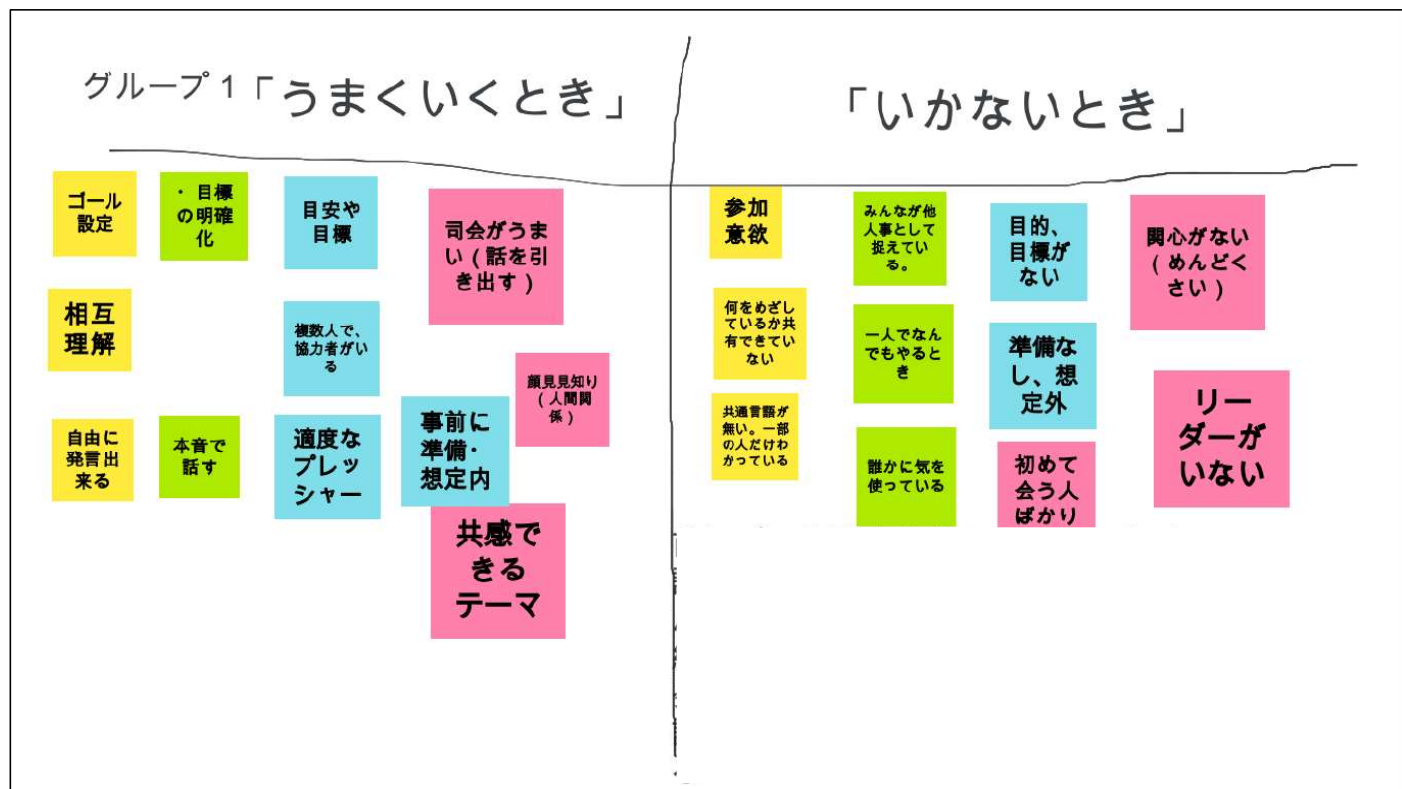 グループ1「うまくいくとき」
「いかないとき」
ゴール
設定
・目標
の明確
化
目安や
目標
司会がうま
い(話を引
き出す)
相互
理解
複数人で、
協力者がい
る
顔見見知り
(人間関
係)
自由に
発言出
来る
本音で
話す
適度な
プレッ
シャー
事前に
準備・
想定内
共感で
きる
テーマ
参加
意欲
みんなが他
人事として
捉えてい
る。
目的、
目標が
ない
関心がない
(めんどく
さい)
何をめざし
ているか共
有できてい
ない
一人でなん
でもやると
き
準備な
し、想
定外
リー
ダーが
いない
共通言語が
無い。一部
の人だけわ
かっている
誰かに気を
使っている
初めて
会う人
ばかり